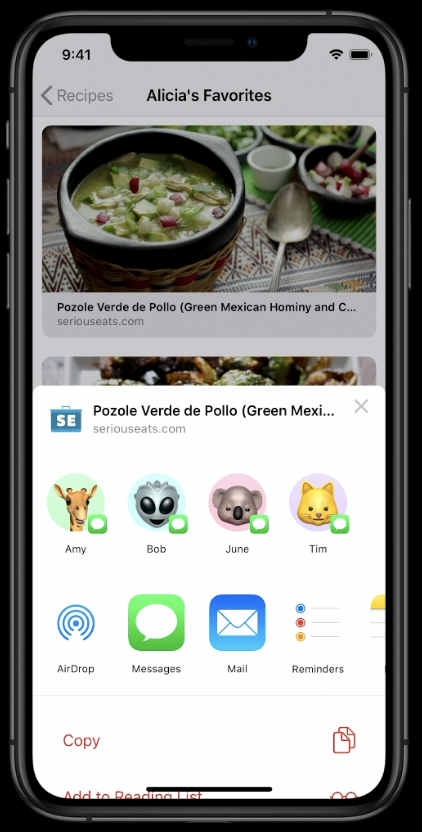 9:41
Recipes
Alicia's Favorites
Pozole Verde de Pollo (Green Mexican Hominy and C...
seriouseats.com
SE
Pozole Verde de Pollo (Green Mexi...
seriouseats.com
Amy Bob June Tim
AirDrop Messages Mail Reminders
Copy
Add to Reading List